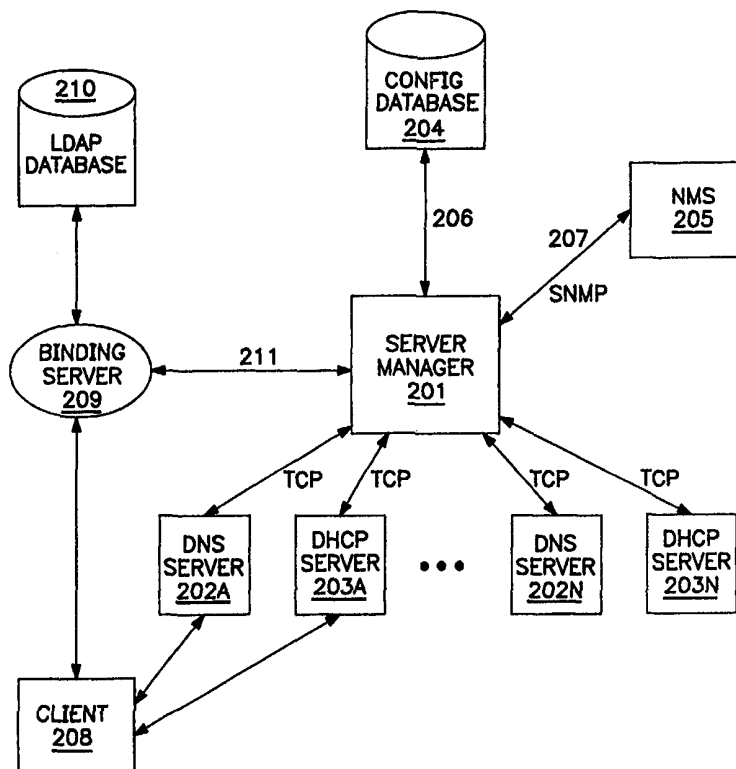 CONFIG
DATABASE
204
210
LDAP
DATABASE
NMS
205
206
207
SNMP
BINDING
SERVER
209
211
SERVER
MANAGER
201
TCP
TCP
TCP
TCP
DNS
SERVER
202A
DHCP
SERVER
203A
DNS
SERVER
202N
DHCP
SERVER
203N
CLIENT
208